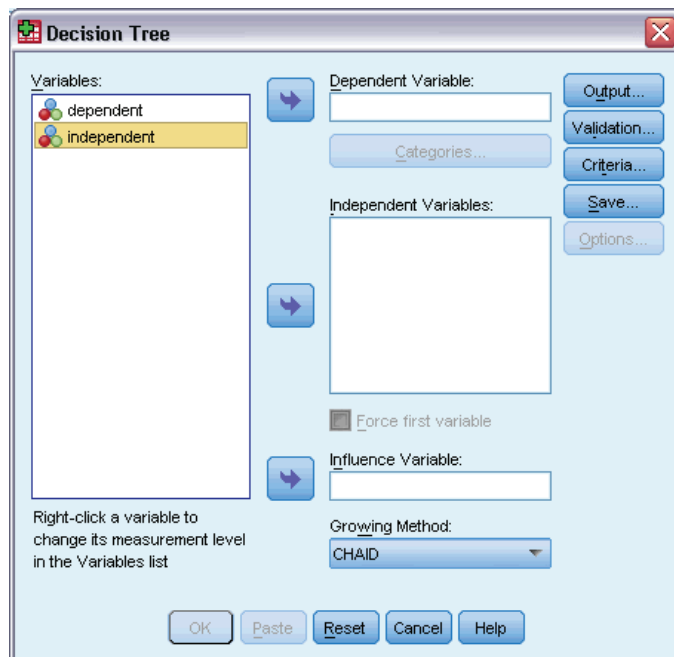 Decision Tree
Variables:
dependent
independent
Right-click a variable to
change its measurement level
in the Variables list
Dependent Variable:
Categories...
Independent Variables:
Force first variable
Influence Variable:
Growing Method:
CHAID
Output...
Validation...
Criteria...
Save...
Options...
OK
Paste
Reset
Cancel
Help